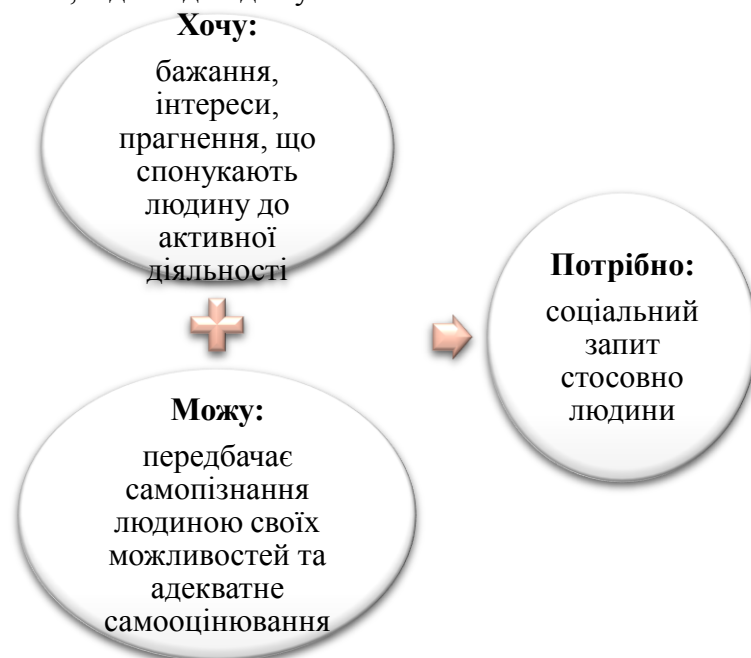 Хочу:
бажання,
інтереси,
прагнення, що
спонукають
людину до
активної
діяльності
Можу:
передбачає
самопізнання
людиною своїх
можливостей та
адекватне
самооцінювання
Потрібно:
соціальний
запит
стосовно
людини